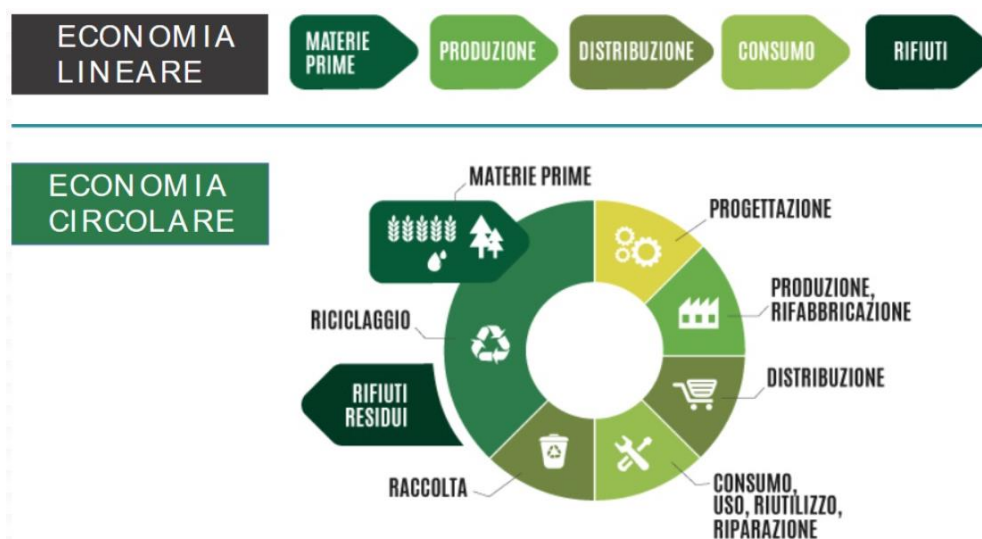 ECONOMIA
LINEARE
MATERIE
PRIME
PRODUZIONE
DISTRIBUZIONE
CONSUMO
RIFIUTI
ECONOMIA
CIRCOLARE
MATERIE PRIME
PROGETTAZIONE
PRODUZIONE,
RIFABBRICAZIONE
RICICLAGGIO
DISTRIBUZIONE
RIFIUTI
RESIDUI
RACCOLTA
CONSUMO,
USO, RIUTILIZZO,
RIPARAZIONE